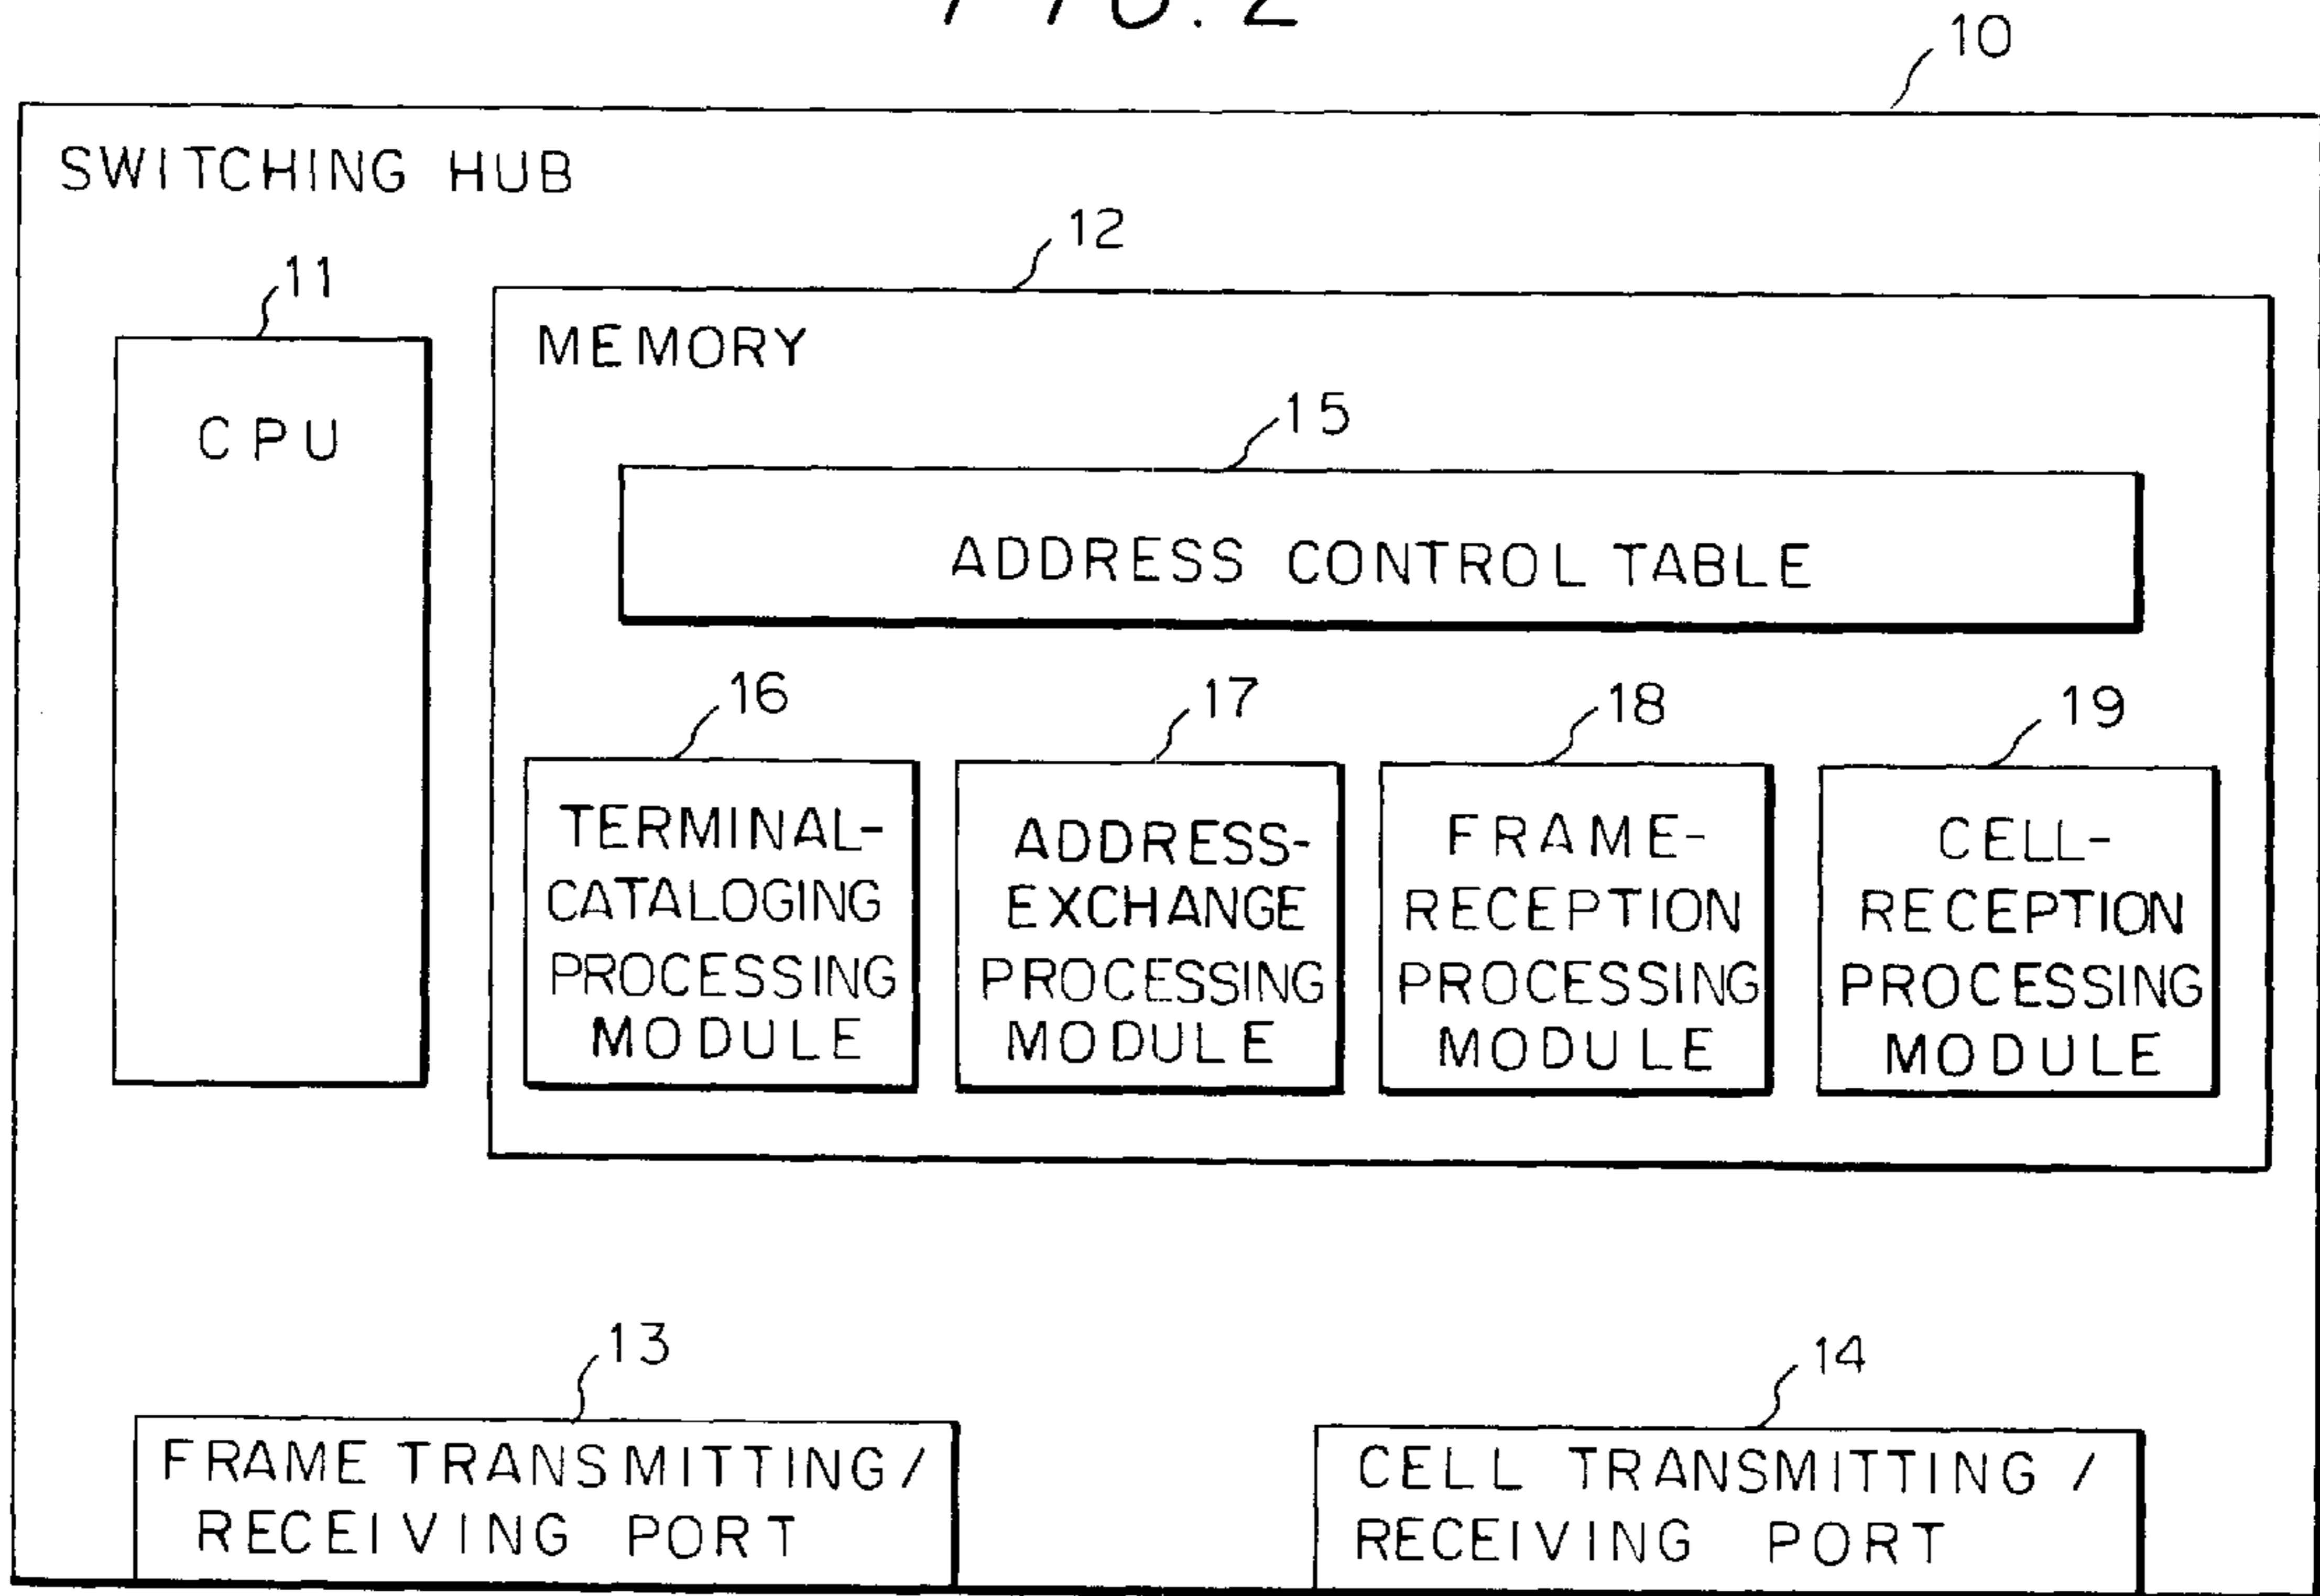 FIG. 2
10
SWITCHING HUB
12
11
MEMORY
CPU
15
ADDRESS CONTROL TABLE
16
17
18
19
TERMINAL-
CATALOGING
PROCESSING
MODULE
ADDRESS-
EXCHANGE
PROCESSING
MODULE
FRAME-
RECEPTION
PROCESSING
MODULE
CELL-
RECEPTION
PROCESSING
MODULE
13
14
FRAME TRANSMITTING/
RECEIVING PORT
CELL TRANSMITTING/
RECEIVING PORT